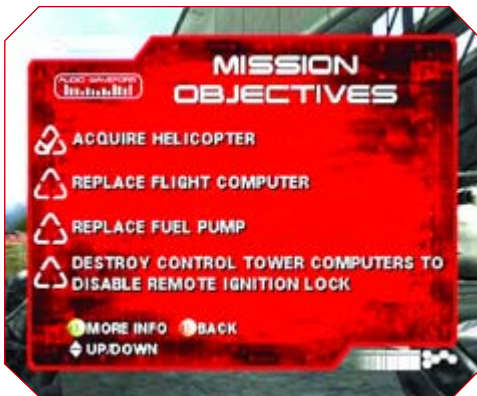 AUDIO WAVEFORM
MISSION
OBJECTIVES
ACQUIRE HELICOPTER
REPLACE FLIGHT COMPUTER
REPLACE FUEL PUMP
DESTROY CONTROL TOWER COMPUTERS TO
DISABLE REMOTE IGNITION LOCK
MORE INFO BACK
UP/DOWN